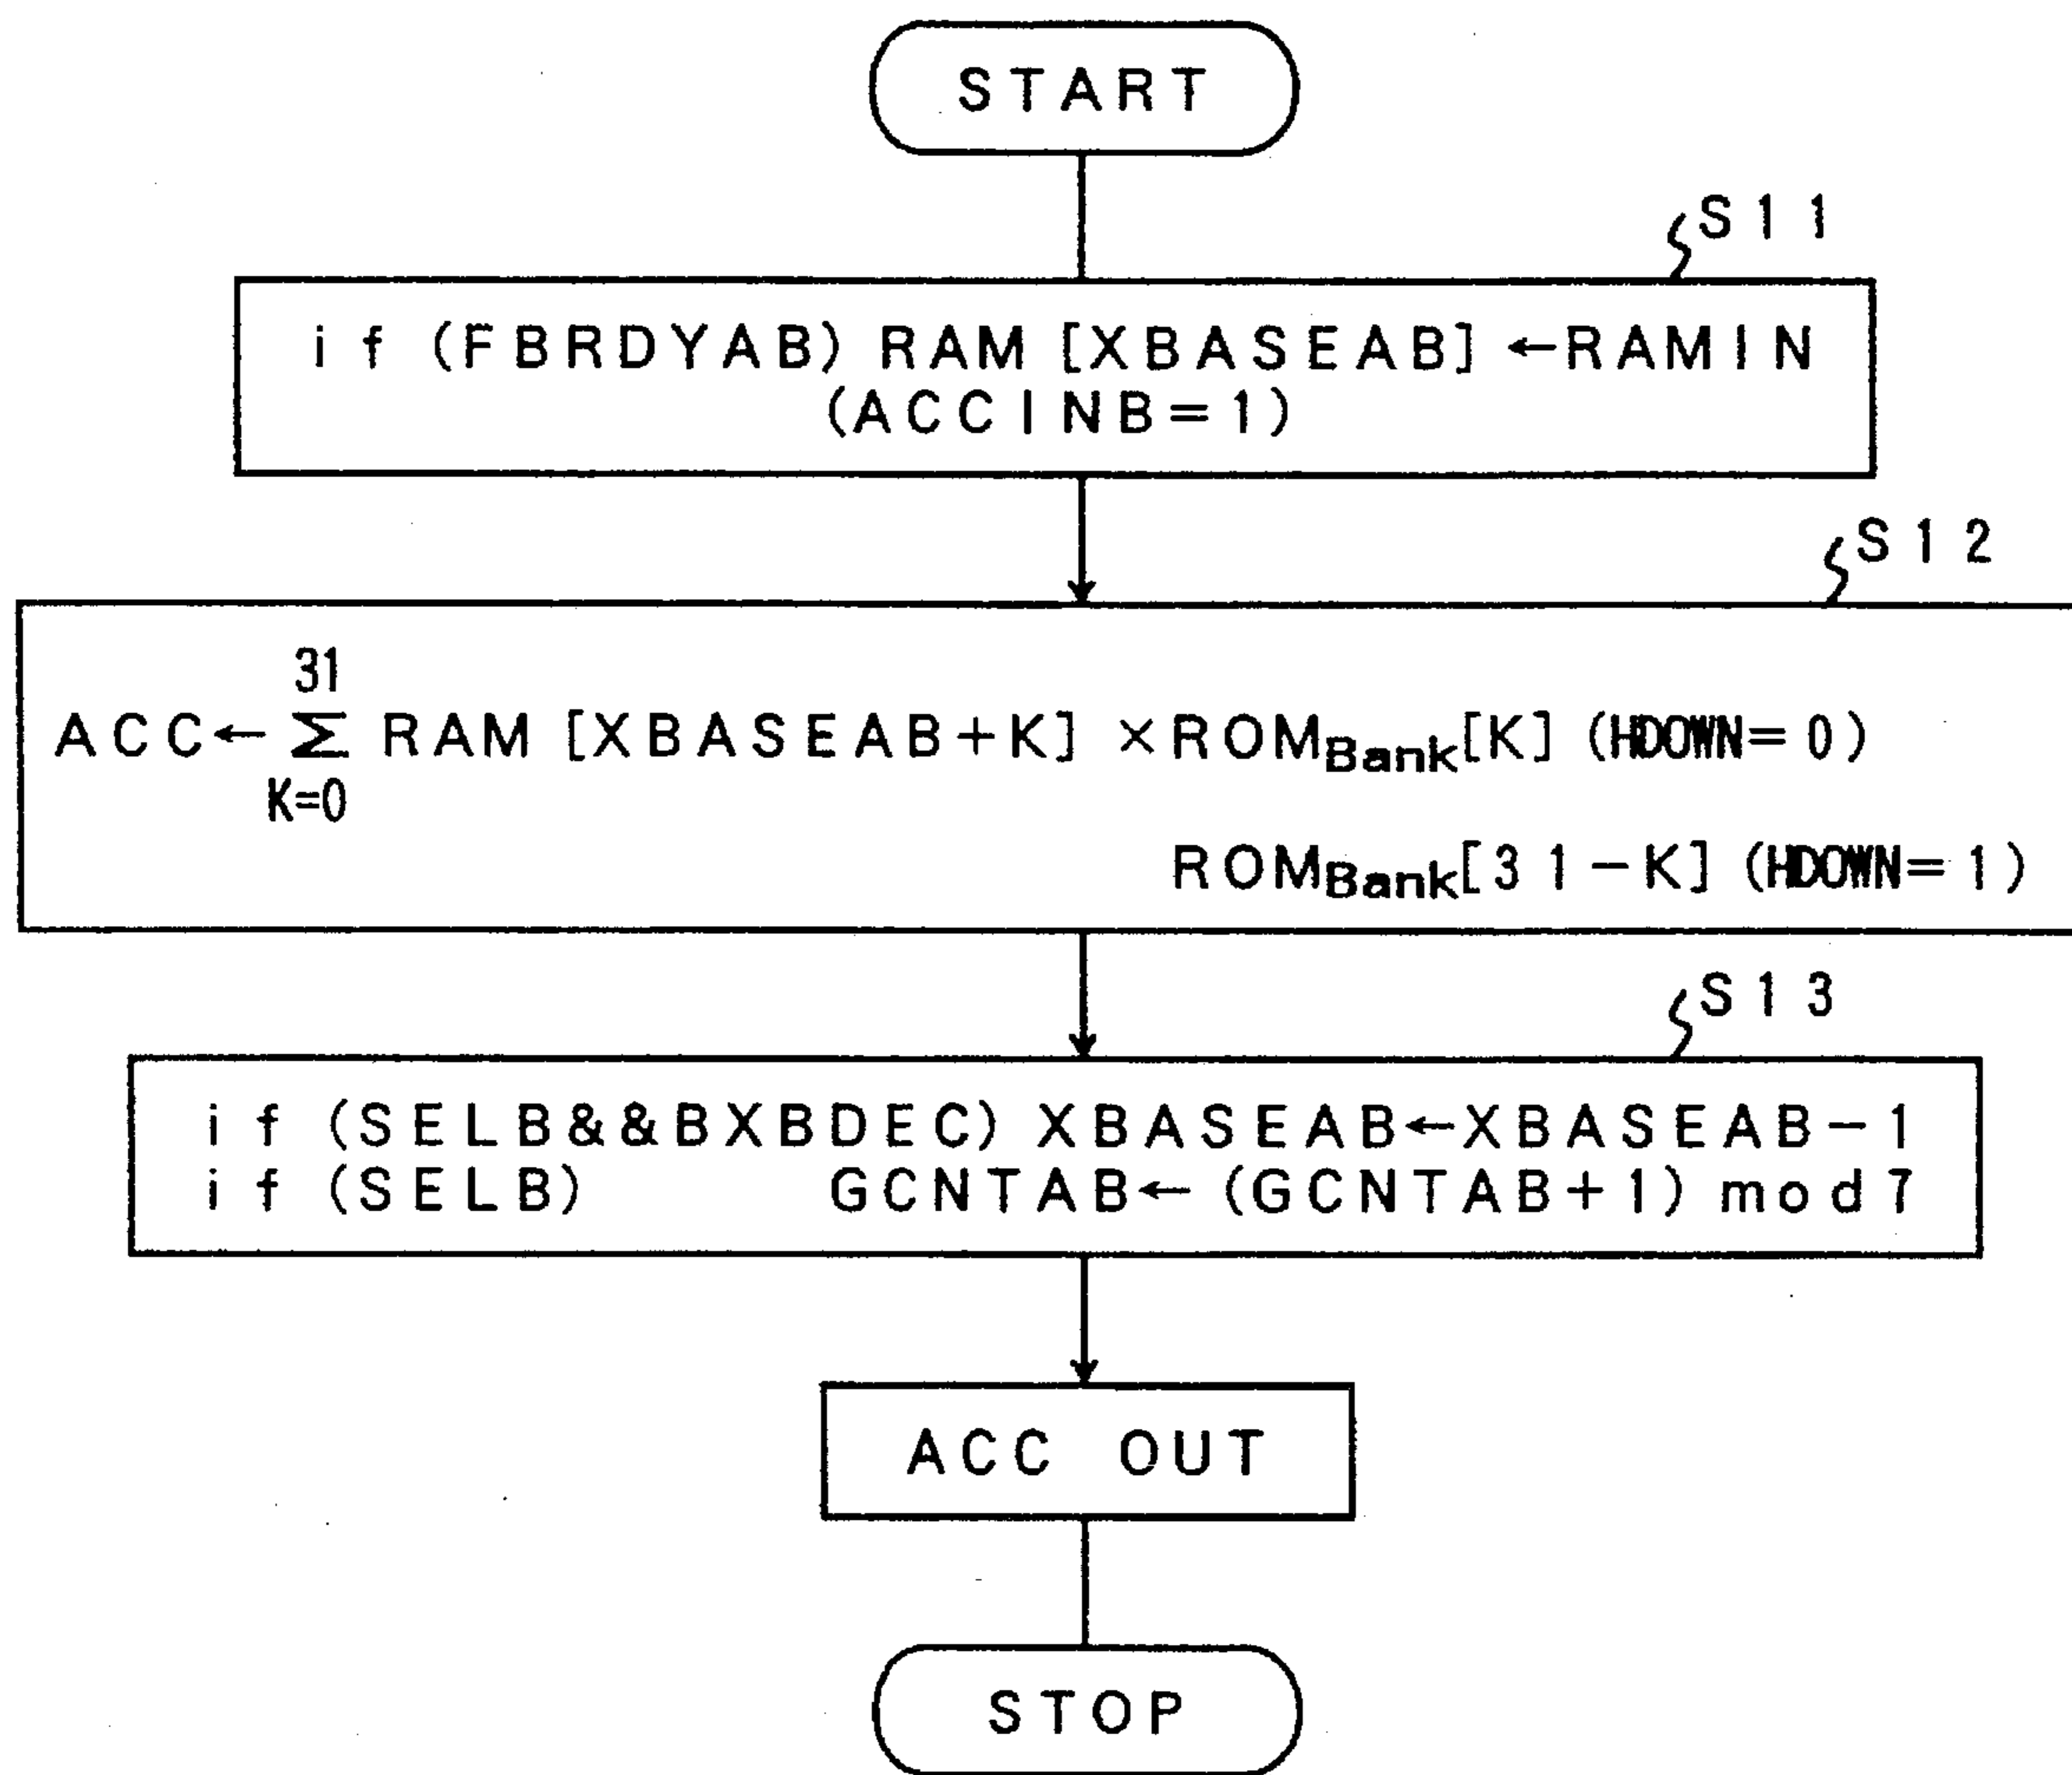 START
S11
if (FBRDYAB) RAM [XBASEAB] ←RAMIN
(ACCINB=1)
S12
31
ACC← Σ RAM [XBASEAB+K] ×ROMBank[K] (HDOWN=0)
K=0
ROMBank[31-K] (HDOWN=1)
S13
if (SELB&&BXBDEC) XBASEAB←XBASEAB-1
if (SELB) GCNTAB← (GCNTAB+1) mod7
ACC OUT
STOP